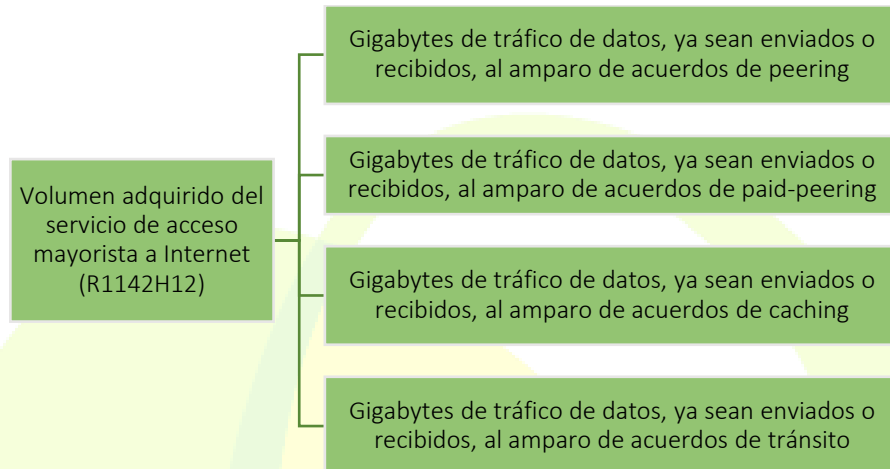 Gigabytes de tráfico de datos, ya sean enviados o
recibidos, al amparo de acuerdos de peering
Gigabytes de tráfico de datos, ya sean enviados o
recibidos, al amparo de acuerdos de paid-peering
Volumen adquirido del
servicio de acceso
mayorista a Internet
(R1142H12)
Gigabytes de tráfico de datos, ya sean enviados o
recibidos, al amparo de acuerdos de caching
Gigabytes de tráfico de datos, ya sean enviados o
recibidos, al amparo de acuerdos de tránsito